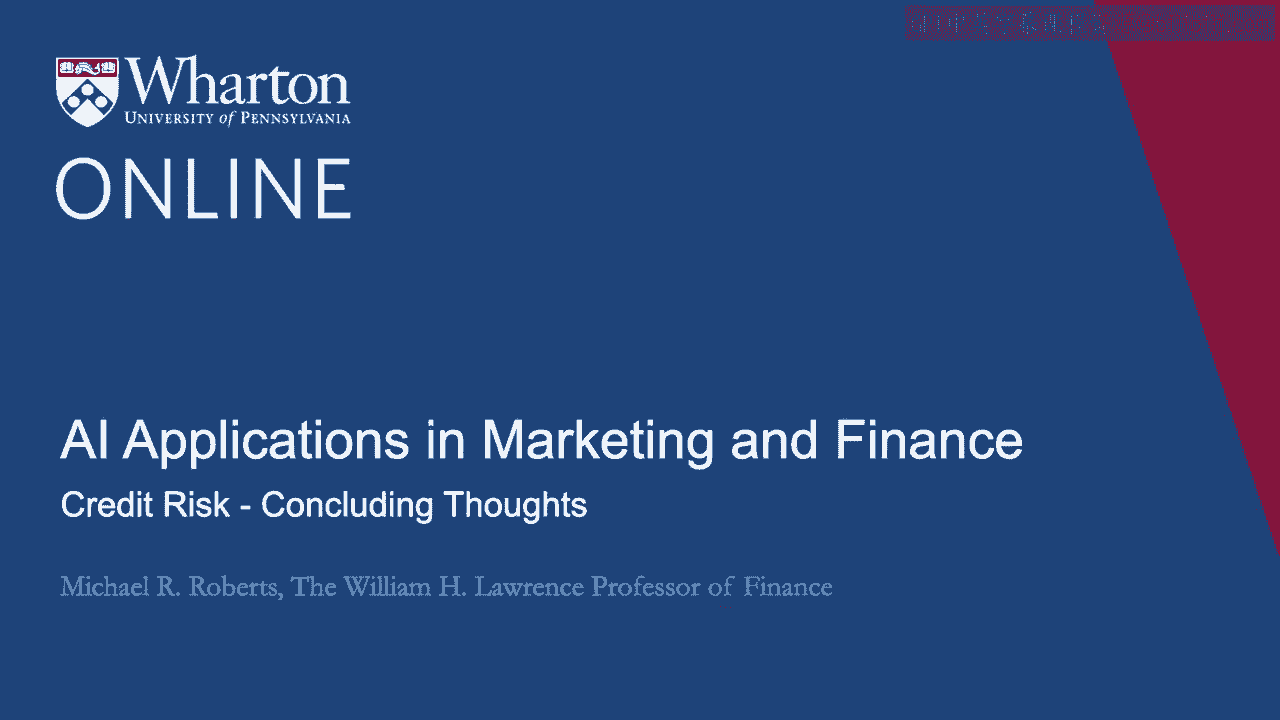 Wharton
UNIVERSITY of PENNSYLVANIA
ONLINE
AI Applications in Marketing and Finance
Credit Risk - Concluding Thoughts
Michael R. Roberts, The William H. Lawrence Professor of Finance